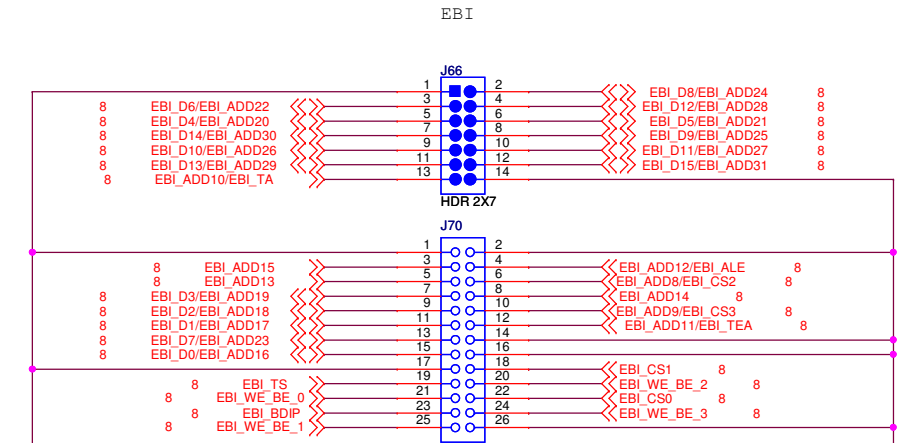 EBI
J66
1 2
EBI_D8/EBI_ADD24 8
8 EBI_D6/EBI_ADD22 3 4 EBI_D12/EBI_ADD28 8
8 EBI_D4/EBI_ADD20 5 6 EBI_D5/EBI_ADD21 8
8 EBI_D14/EBI_ADD30 7 8 EBI_D9/EBI_ADD25 8
8 EBI_D10/EBI_ADD26 9 10 EBI_D11/EBI_ADD27 8
8 EBI_D13/EBI_ADD29 11 12 EBI_D15/EBI_ADD31 8
8 EBI_ADD10/EBI_TA 13 14
HDR 2X7
J70
1 2
8 EBI_ADD15 3 4 EBI_ADD12/EBI_ALE 8
8 EBI_ADD13 5 6 EBI_ADD8/EBI_CS2 8
8 EBI_D3/EBI_ADD19 7 8 EBI_ADD14 8
8 EBI_D2/EBI_ADD18 9 10 EBI_ADD9/EBI_CS3 8
8 EBI_D1/EBI_ADD17 11 12 EBI_ADD11/EBI_TEA 8
8 EBI_D7/EBI_ADD23 13 14
8 EBI_D0/EBI_ADD16 15 16
17 18 EBI_CS1 8
8 EBI_TS 19 20 EBI_WE_BE_2 8
8 EBI_WE_BE_0 21 22 EBI_CS0 8
8 EBI_BDIP 23 24 EBI_WE_BE_3 8
8 EBI_WE_BE_1 25 26